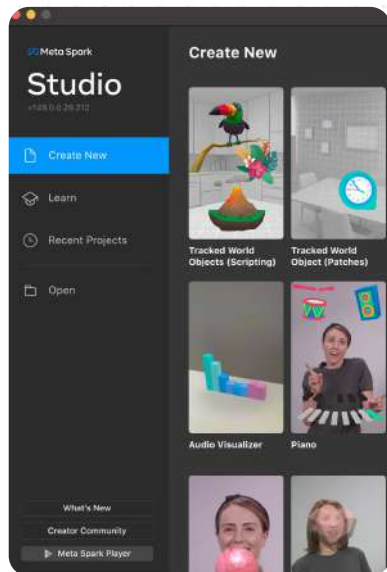 Meta Spark
Studio
Create New
Learn
Recent Projects
Open
What's New
Creator Community
Meta Spark Player
Create New
Tracked World
Objects (Scripting)
Tracked World
Object (Patches)
Audio Visualizer
Piano